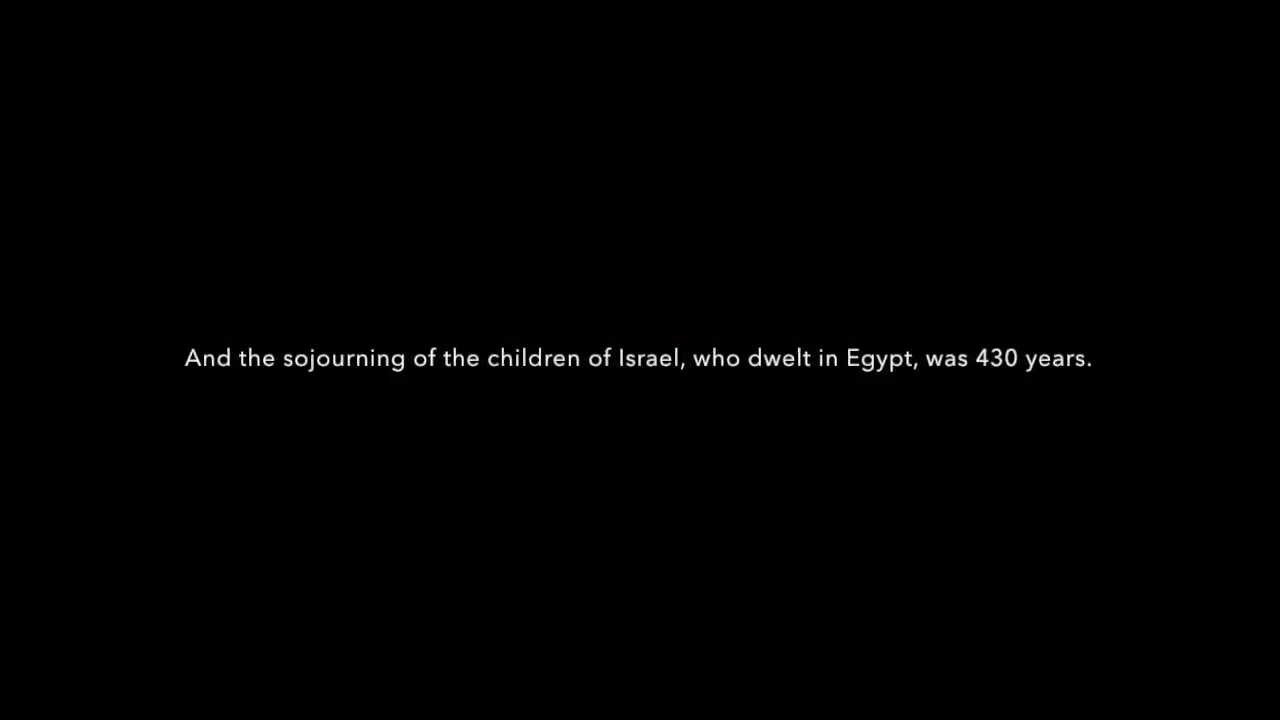 And the sojourning of the children of Israel, who dwelt in Egypt, was 430 years.